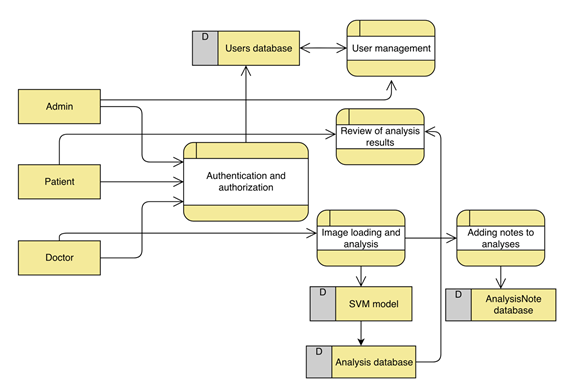 D
Users database
User management
Admin
Review of analysis
results
Authentication and
authorization
Patient
Doctor
Image loading and
analysis
Adding notes to
analyses
D
SVM model
D
AnalysisNote
database
D
Analysis database